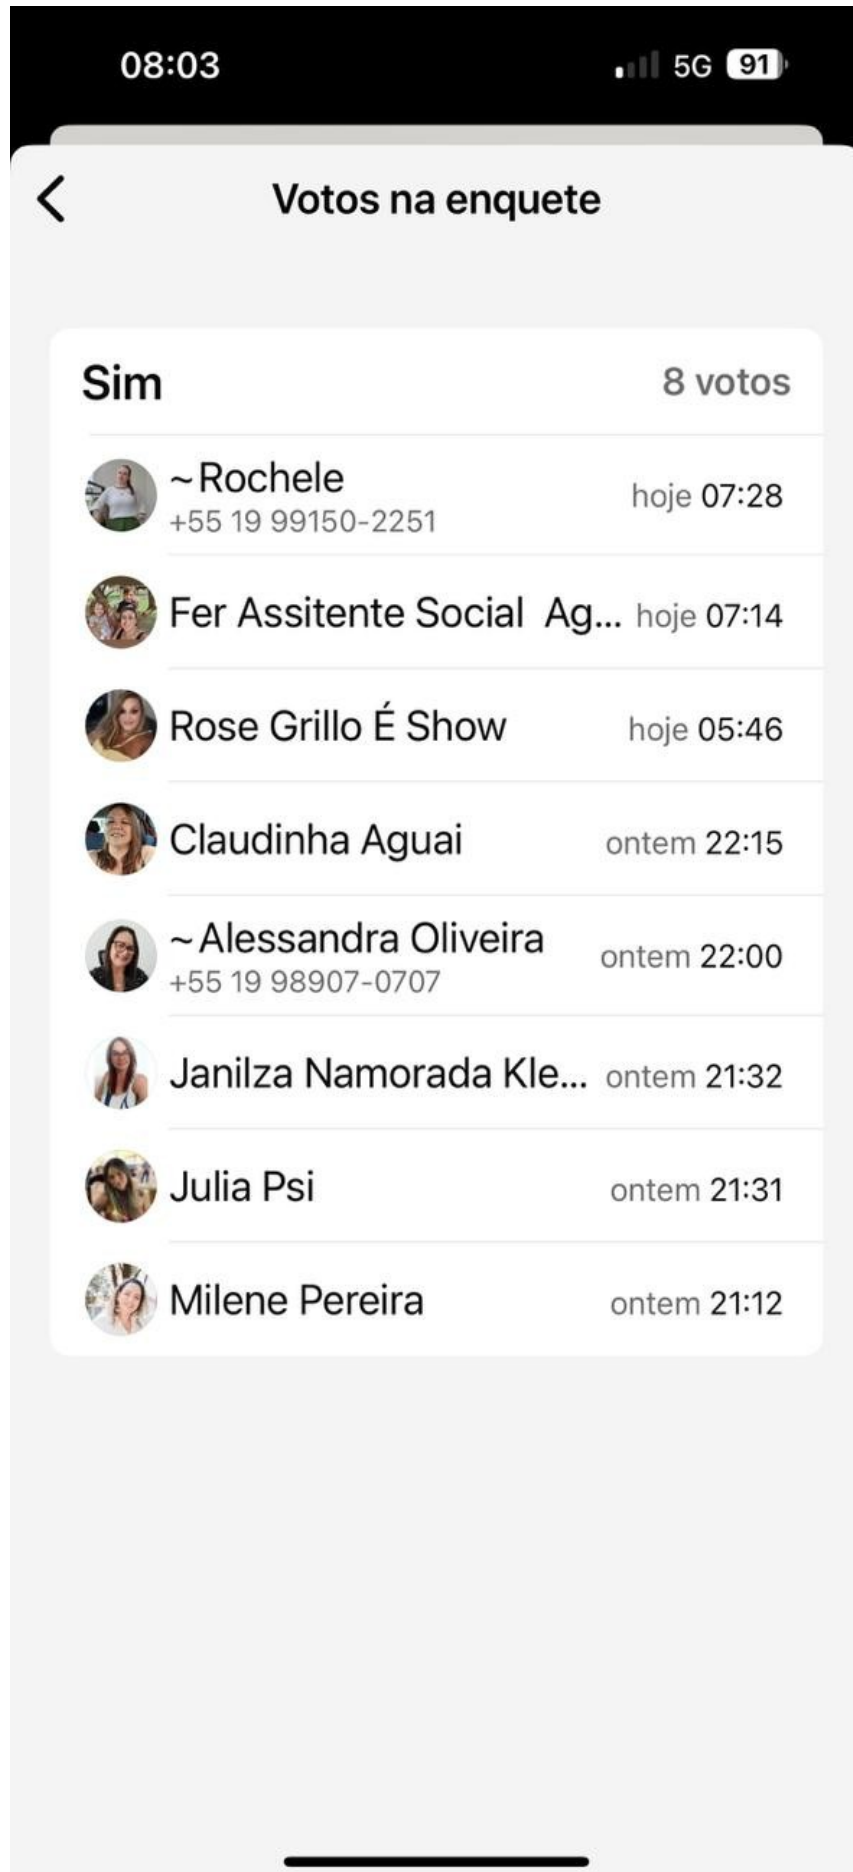 08:03
5G 91
Votos na enquete
Sim 8 votos
~Rochele
+55 19 99150-2251
hoje 07:28
Fer Assitente Social Ag... hoje 07:14
Rose Grillo É Show hoje 05:46
Claudinha Aguai ontem 22:15
~Alessandra Oliveira
+55 19 98907-0707
ontem 22:00
Janilza Namorada Kle... ontem 21:32
Julia Psi ontem 21:31
Milene Pereira ontem 21:12